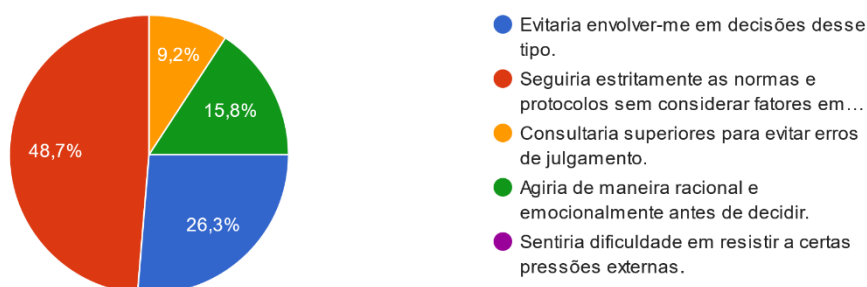 9,2%
15,8%
48,7%
26,3%
Evitaria envolver-me em decisões desse
tipo.
Seguiria estritamente as normas e
protocolos sem considerar fatores em…
Consultaria superiores para evitar erros
de julgamento.
Agiria de maneira racional e
emocionalmente antes de decidir.
Sentiria dificuldade em resistir a certas
pressões externas.